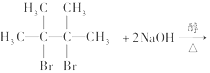 H₃C CH₃
H₃C—C—C—CH₃ + 2NaOH 醇
△
Br Br